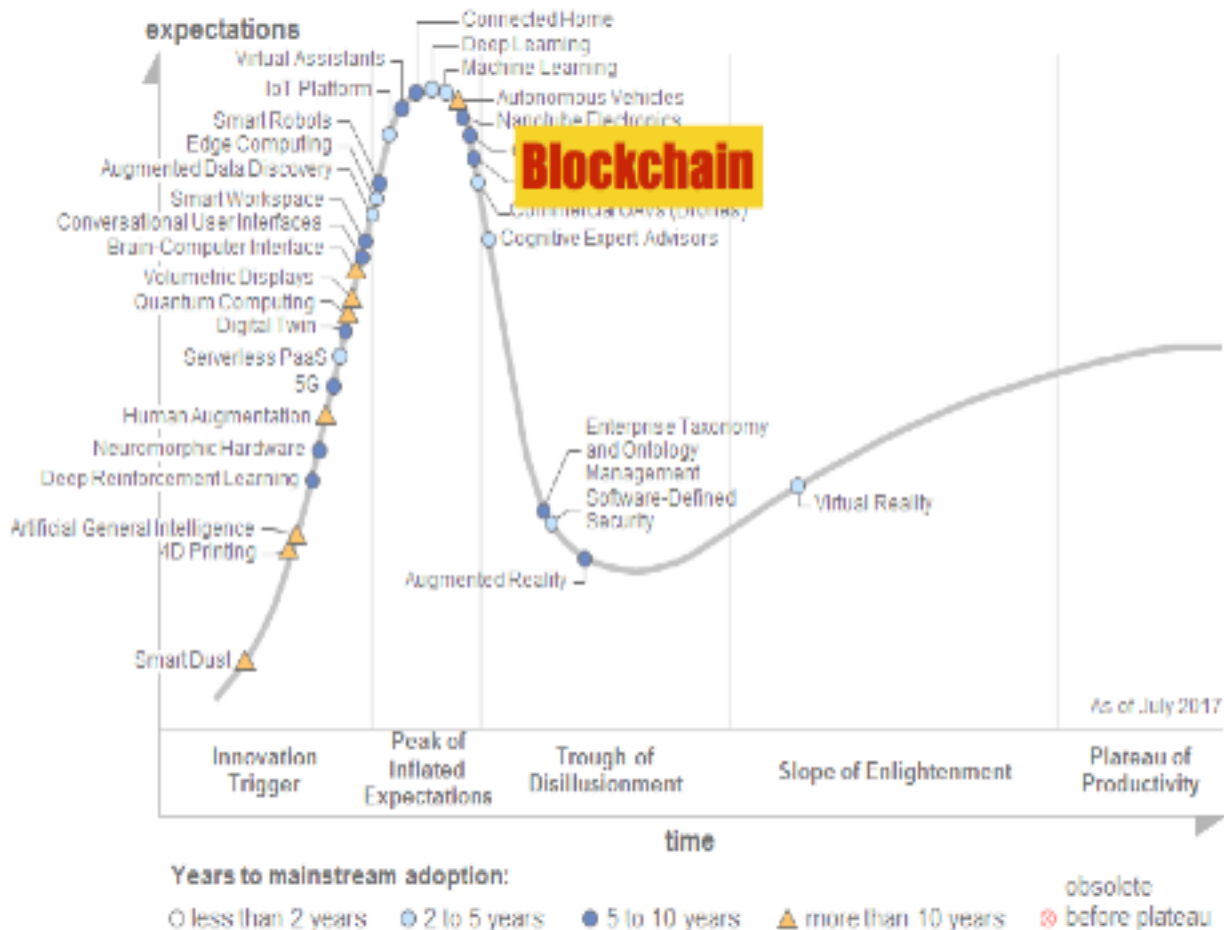 expectations
Connected Home
Deep Learning
Virtual Assistants
Machine Learning
IoT Platform
Autonomous Vehicles
Smart Robots
Nanotube Electronics
Edge Computing
Blockchain
Augmented Data Discovery
Smart Workspace
Commercial UAVs (Drones)
Conversational User Interfaces
Cognitive Expert Advisors
Brain-Computer Interface
Volumetric Displays
Quantum Computing
Digital Twin
Serverless PaaS
5G
Human Augmentation
Enterprise Taxonomy
and Ontology
Management
Neuromorphic Hardware
Deep Reinforcement Learning
Software-Defined
Security
Virtual Reality
Artificial General Intelligence
4D Printing
Augmented Reality
Smart Dust
As of July 2017
Innovation
Trigger
Peak of
Inflated
Expectations
Trough of
Disillusionment
Slope of Enlightenment
Plateau of
Productivity
time
Years to mainstream adoption:
less than 2 years
2 to 5 years
5 to 10 years
more than 10 years
obsolete
before plateau